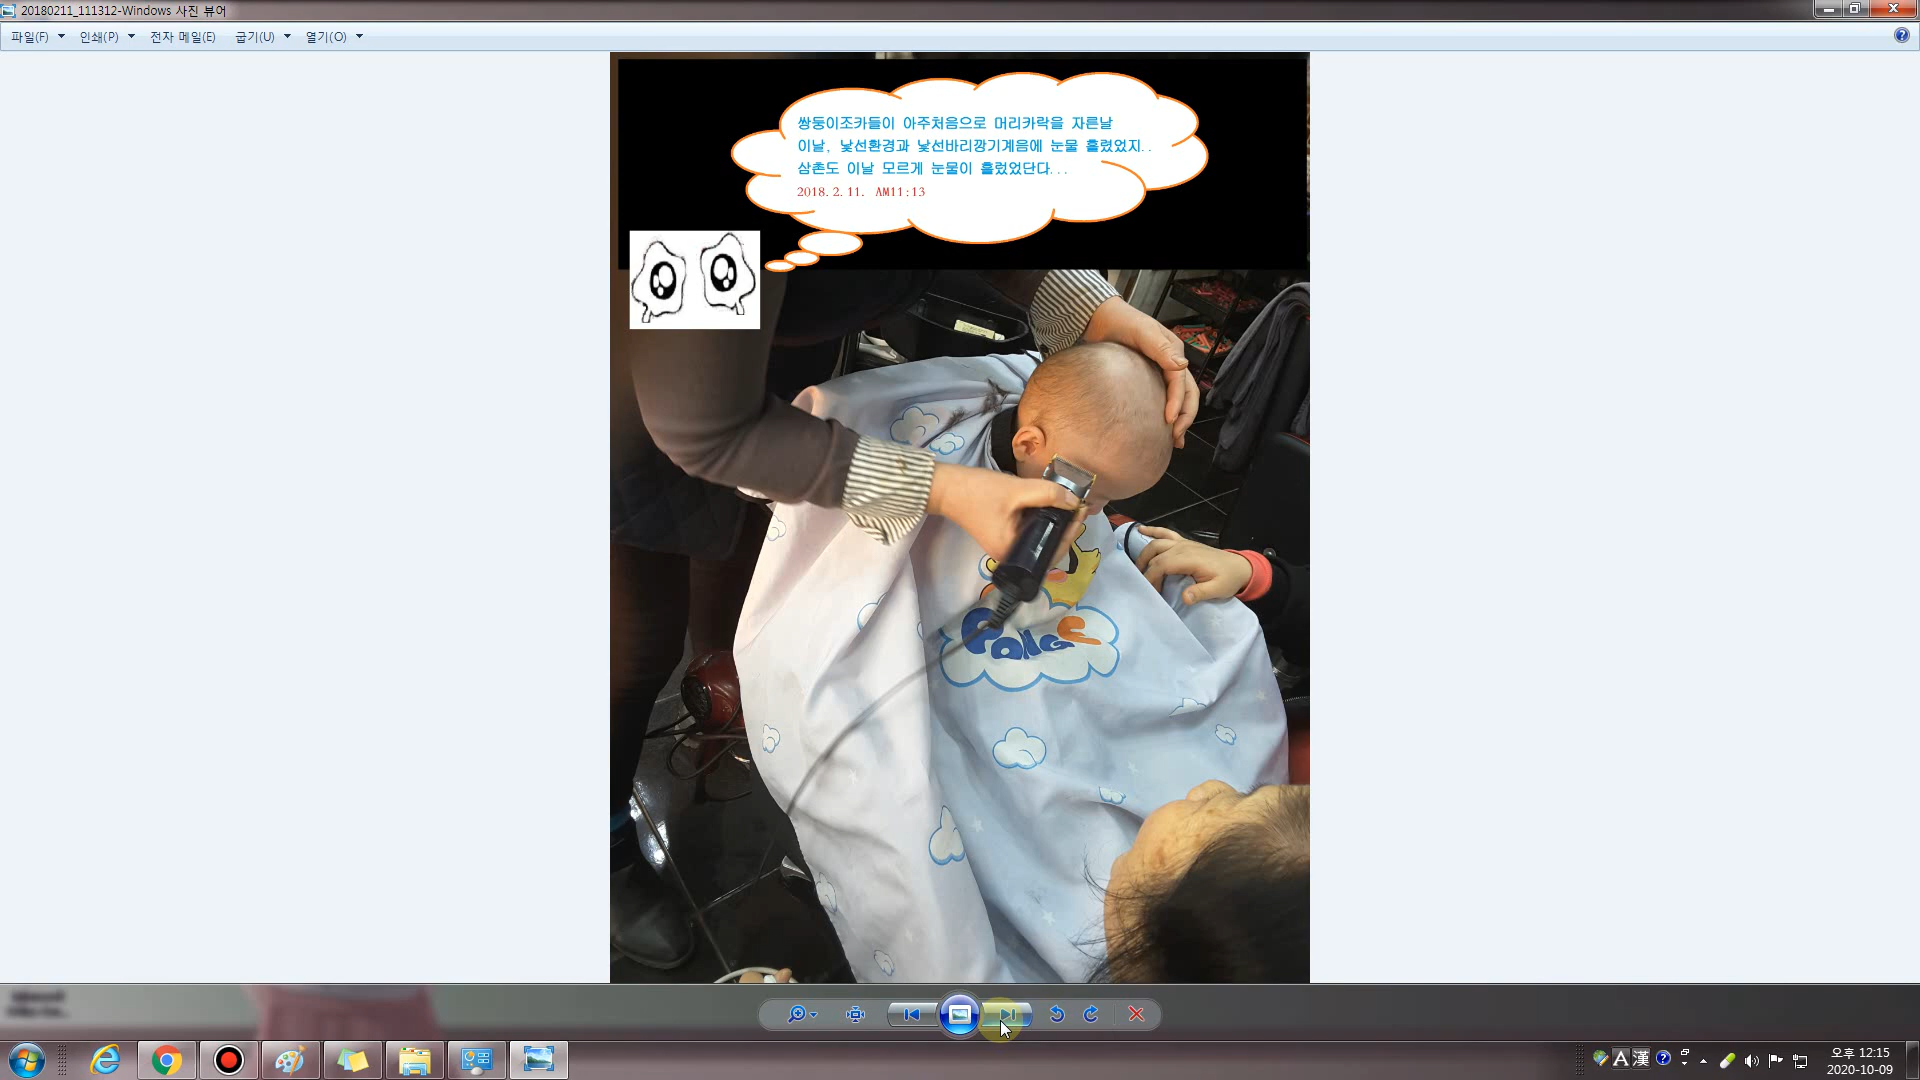 20180211_111312-Windows 사진 뷰어
파일(F) 인쇄(P) 전자 메일(E) 굽기(U) 열기(O)
쌍둥이조카들이 아주처음으로 머리카락을 자른날
이날, 낯선환경과 낯선바리깡기계음에 눈물 흘렸었지..
삼촌도 이날 모르게 눈물이 흘렀었단다...
2018.2.11. AM11:13
PONGE
A 漢
오후 12:15
2020-10-09